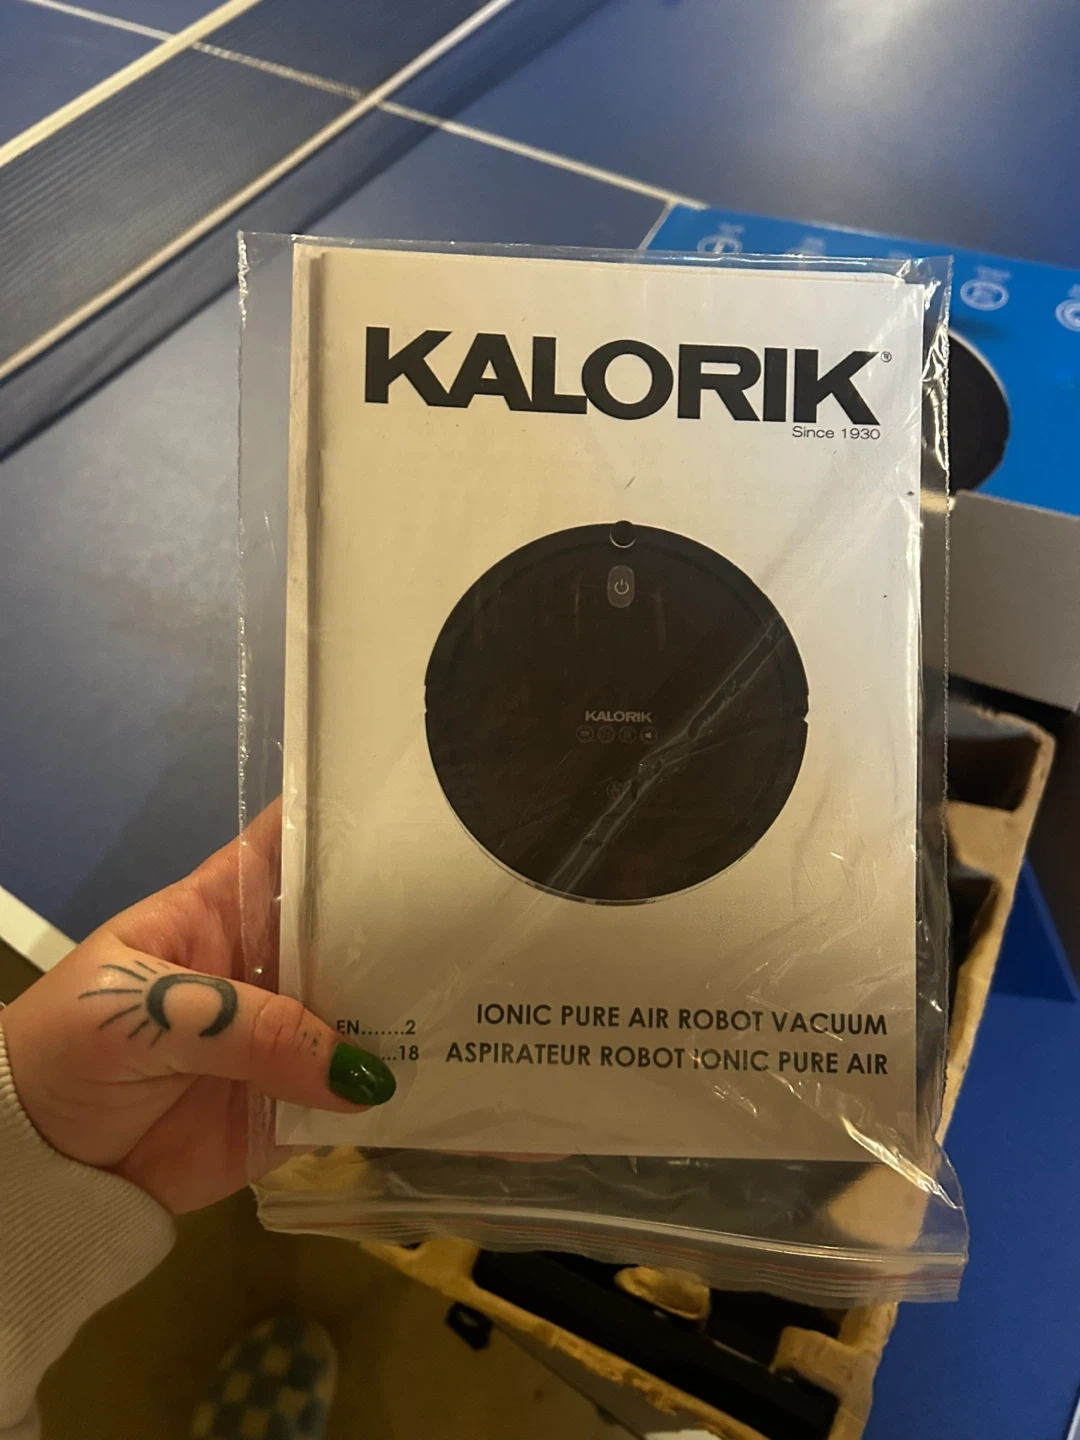 KALORIK®
Since 1930
KALORIK
EN.......2
IONIC PURE AIR ROBOT VACUUM
...18
ASPIRATEUR ROBOT IONIC PURE AIR